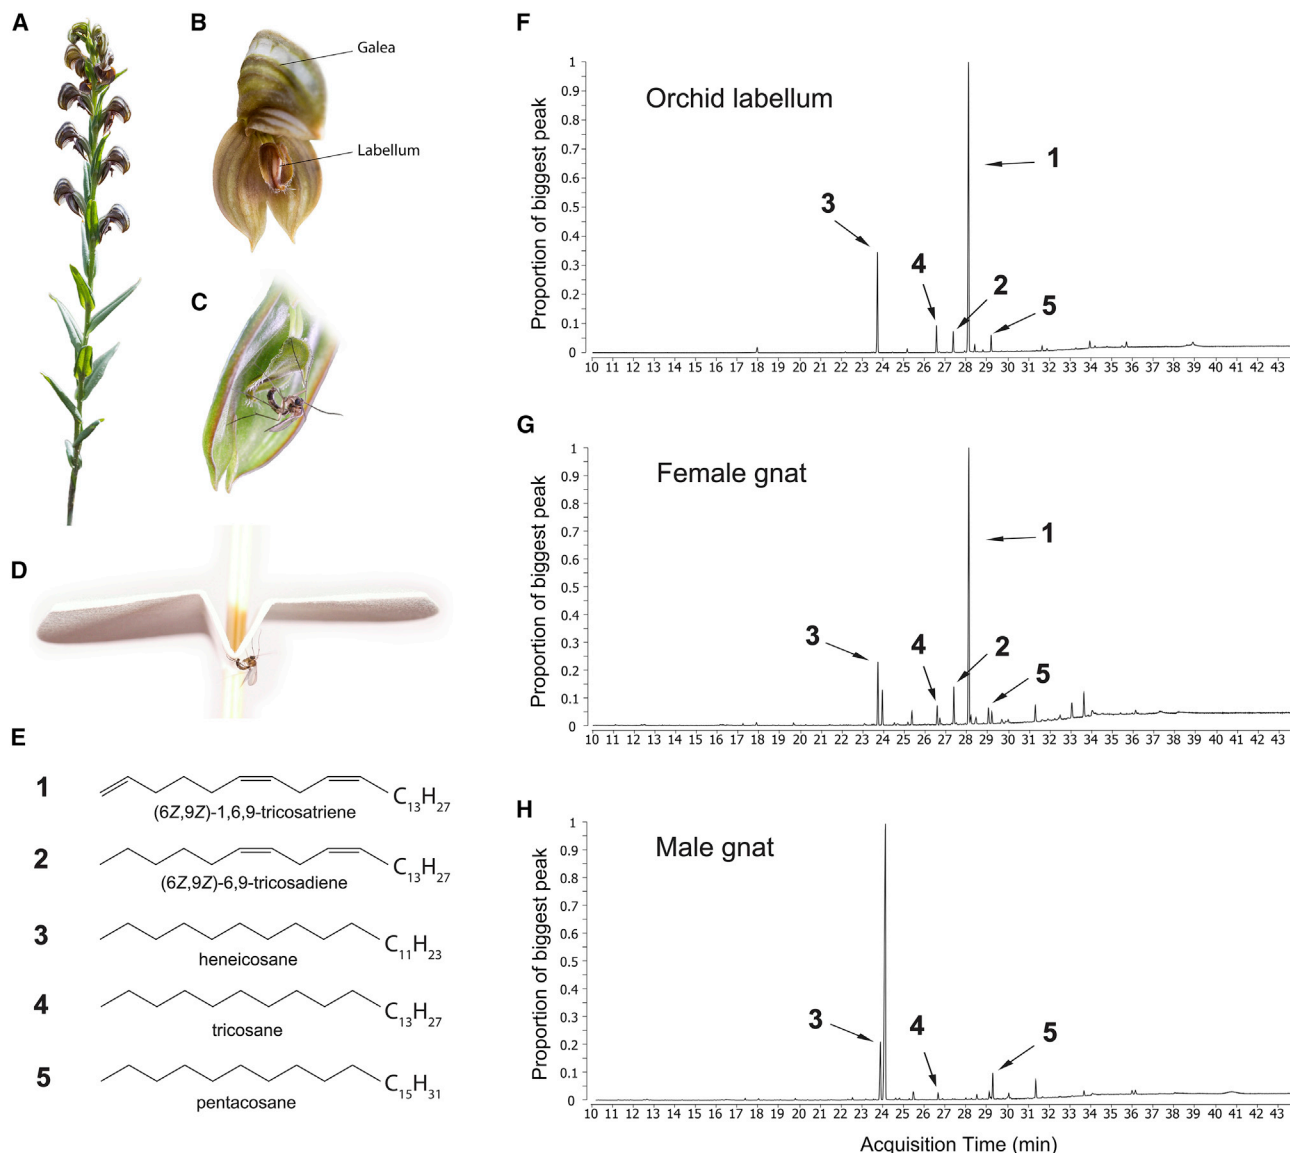 A
B
Galea
Labellum
C
D
E
1
C13H27
(6Z,9Z)-1,6,9-tricosatriene
2
C13H27
(6Z,9Z)-6,9-tricosadiene
3
C11H23
heneicosane
4
C13H27
tricosane
5
C15H31
pentacosane
F
Orchid labellum
Proportion of biggest peak
1
0.9
0.8
0.7
0.6
0.5
0.4
0.3
0.2
0.1
0
1
3
4
2
5
10 11 12 13 14 15 16 17 18 19 20 21 22 23 24 25 26 27 28 29 30 31 32 33 34 35 36 37 38 39 40 41 42 43
G
Female gnat
Proportion of biggest peak
1
0.9
0.8
0.7
0.6
0.5
0.4
0.3
0.2
0.1
0
1
3
4
2
5
10 11 12 13 14 15 16 17 18 19 20 21 22 23 24 25 26 27 28 29 30 31 32 33 34 35 36 37 38 39 40 41 42 43
H
Male gnat
Proportion of biggest peak
1
0.9
0.8
0.7
0.6
0.5
0.4
0.3
0.2
0.1
0
3
4
5
10 11 12 13 14 15 16 17 18 19 20 21 22 23 24 25 26 27 28 29 30 31 32 33 34 35 36 37 38 39 40 41 42 43
Acquisition Time (min)